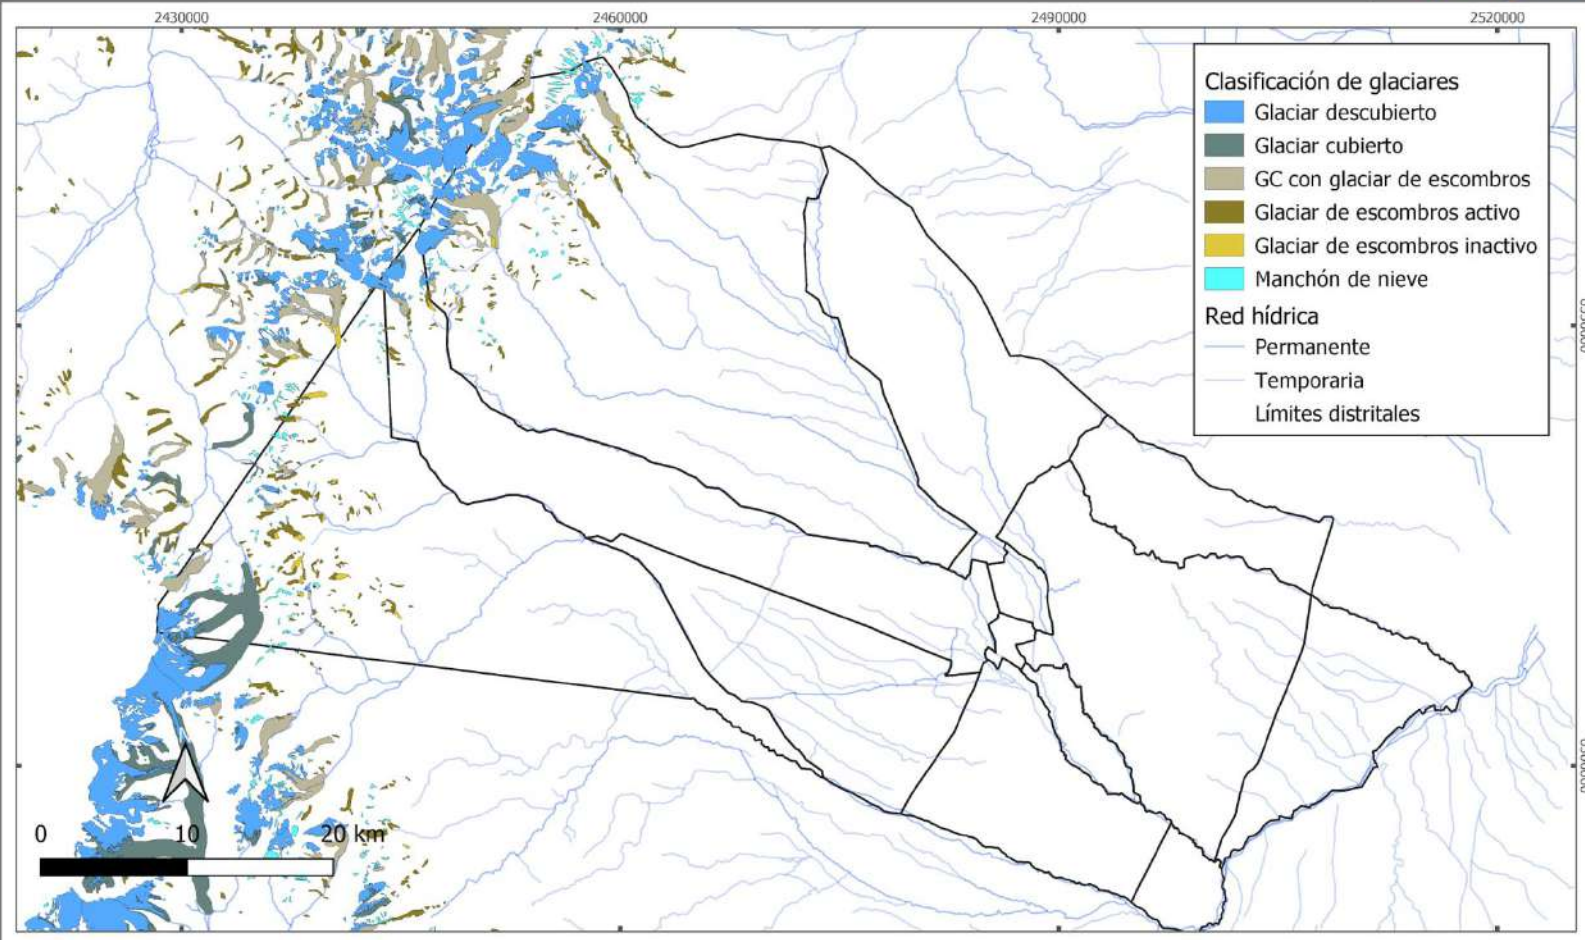 2430000 2460000 2490000 2520000
Clasificación de glaciares
Glaciar descubierto
Glaciar cubierto
GC con glaciar de escombros
Glaciar de escombros activo
Glaciar de escombros inactivo
Manchón de nieve
Red hídrica
Permanente
Temporaria
Límites distritales
0 10 20 km